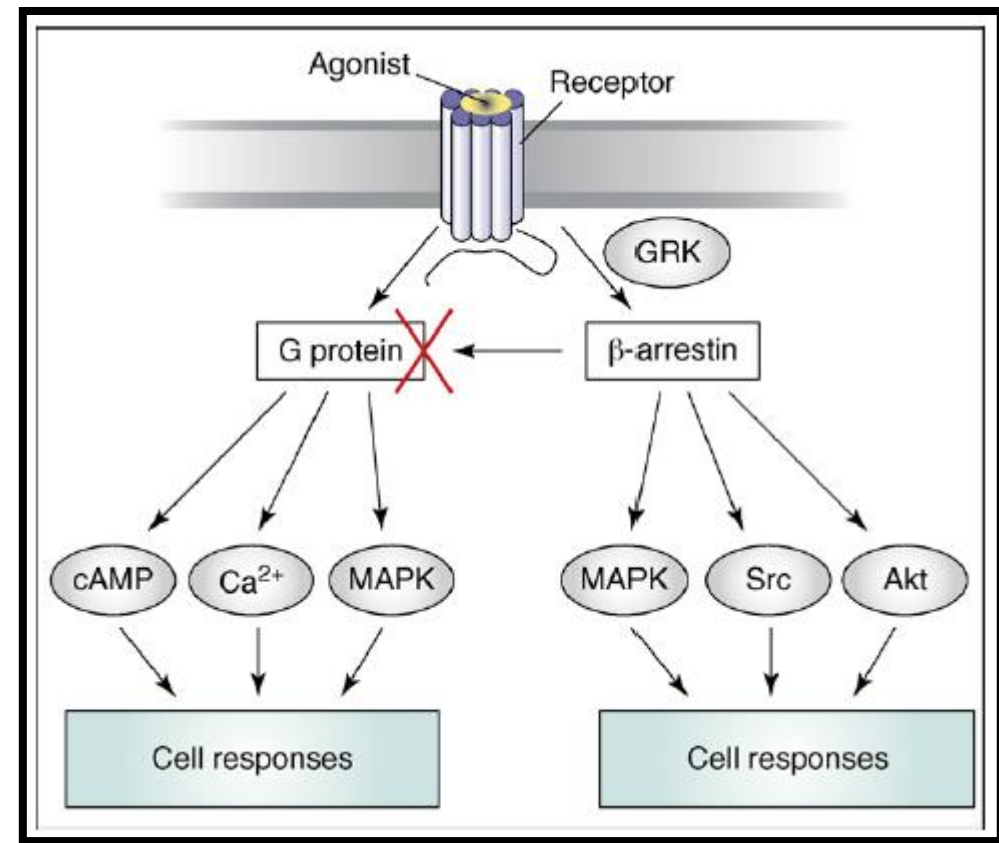 Agonist
Receptor
GRK
G protein
β-arrestin
cAMP
Ca²⁺
MAPK
MAPK
Src
Akt
Cell responses
Cell responses